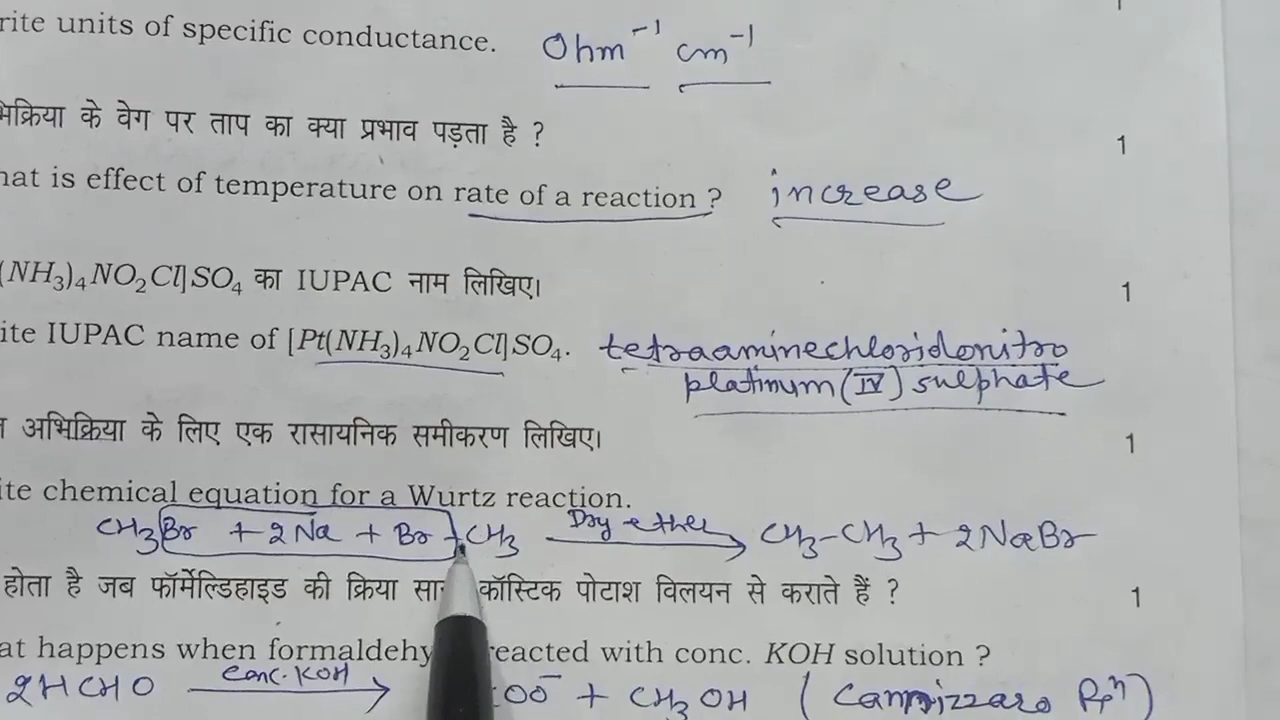 rite units of specific conductance. Ohm⁻¹ cm⁻¹
भिक्रिया के वेग पर ताप का क्या प्रभाव पड़ता है ? 1
hat is effect of temperature on rate of a reaction ? increase
(NH₃)₄NO₂Cl]SO₄ का IUPAC नाम लिखिए। 1
ite IUPAC name of [Pt(NH₃)₄NO₂Cl]SO₄. tetraaminechloridonitro
platinum (IV) sulphate
अभिक्रिया के लिए एक रासायनिक समीकरण लिखिए। 1
ite chemical equation for a Wurtz reaction.
CH₃Br + 2Na + Br-CH₃ Dry ether → CH₃-CH₃ + 2NaBr
होता है जब फॉर्मेल्डिहाइड की क्रिया सा कॉस्टिक पोटाश विलयन से कराते हैं ? 1
at happens when formaldehy reacted with conc. KOH solution ?
2HCHO conc. KOH → COO⁻ + CH₃OH (Cannizzaro Rxⁿ)